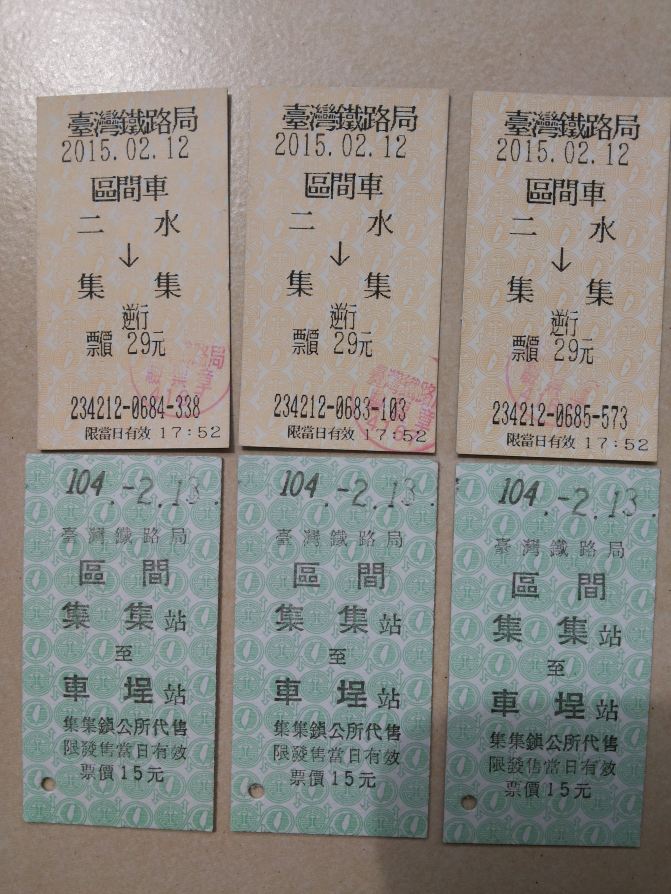 臺灣鐵路局
2015.02.12
區間車
二 水
↓
集 集
逆行
票價 29元
234212-0684-338
限當日有效 17:52
臺灣鐵路局
2015.02.12
區間車
二 水
↓
集 集
逆行
票價 29元
234212-0683-103
限當日有效 17:52
臺灣鐵路局
2015.02.12
區間車
二 水
↓
集 集
逆行
票價 29元
234212-0685-573
限當日有效 17:52
104.-2.13.
臺灣鐵路局
區 間
集 集 站
至
車 埕 站
集集鎮公所代售
限發售當日有效
票價15元
104.-2.13.
臺灣鐵路局
區 間
集 集 站
至
車 埕 站
集集鎮公所代售
限發售當日有效
票價15元
104.-2.13.
臺灣鐵路局
區 間
集 集 站
至
車 埕 站
集集鎮公所代售
限發售當日有效
票價15元